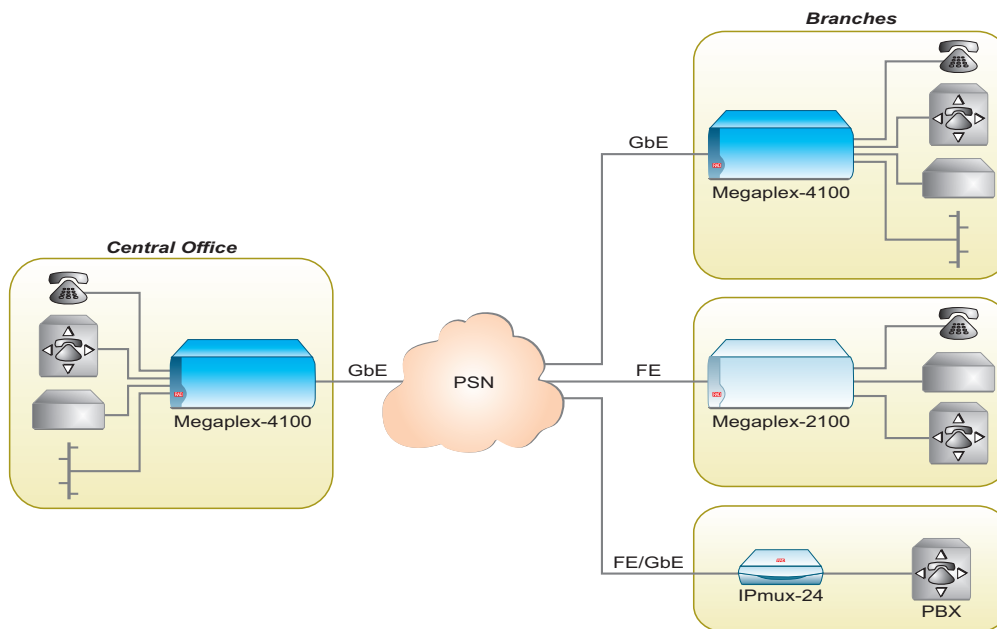 Branches
GbE
Megaplex-4100
Central Office
GbE
Megaplex-4100
PSN
FE
Megaplex-2100
FE/GbE
IPmux-24
PBX